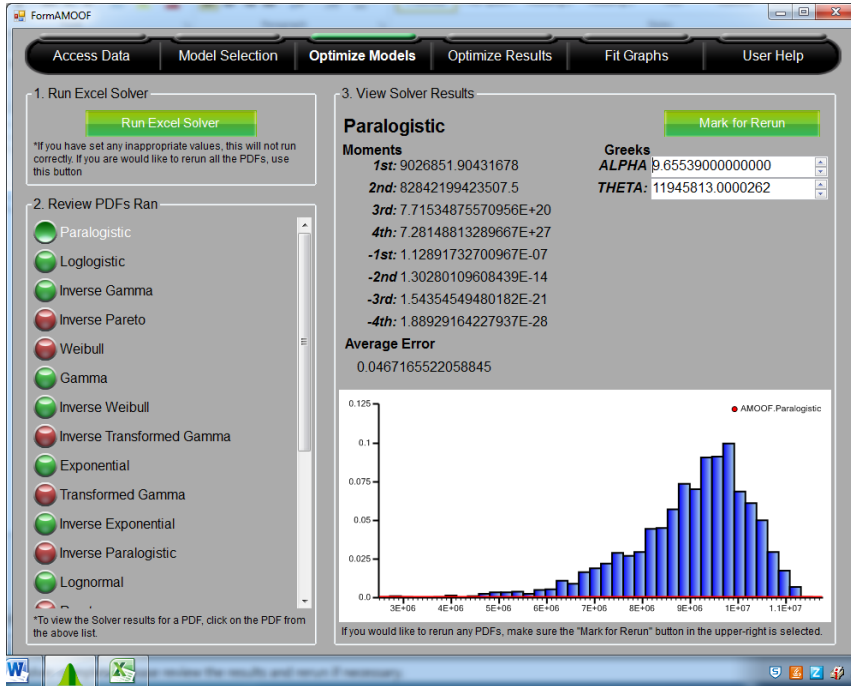 FormAMOOF
Access Data
Model Selection
Optimize Models
Optimize Results
Fit Graphs
User Help
1. Run Excel Solver
Run Excel Solver
*If you have set any inappropriate values, this will not run
correctly. If you are would like to rerun all the PDFs, use
this button
2. Review PDFs Ran
Paralogistic
Loglogistic
Inverse Gamma
Inverse Pareto
Weibull
Gamma
Inverse Weibull
Inverse Transformed Gamma
Exponential
Transformed Gamma
Inverse Exponential
Inverse Paralogistic
Lognormal
*To view the Solver results for a PDF, click on the PDF from
the above list.
3. View Solver Results
Paralogistic
Mark for Rerun
Moments
1st: 9026851.90431678
2nd: 82842199423507.5
3rd: 7.71534875570956E+20
4th: 7.28148813289667E+27
-1st: 1.12891732700967E-07
-2nd 1.30280109608439E-14
-3rd: 1.54354549480182E-21
-4th: 1.88929164227937E-28
Greeks
ALPHA 9.65539000000000
THETA: 11945813.0000262
Average Error
0.0467165522058845
AMOOF.Paralogistic
0.125
0.1
0.075
0.05
0.025
0.0
3E+06 4E+06 5E+06 6E+06 7E+06 8E+06 9E+06 1E+07 1.1E+07
If you would like to rerun any PDFs, make sure the "Mark for Rerun" button in the upper-right is selected.
review the results and rerun if necessary